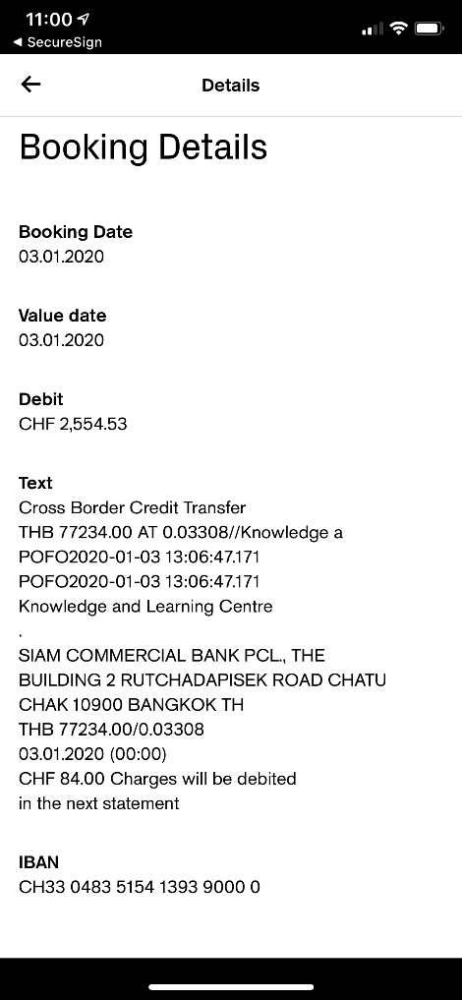 11:00
SecureSign
Details
Booking Details
Booking Date
03.01.2020
Value date
03.01.2020
Debit
CHF 2,554.53
Text
Cross Border Credit Transfer
THB 77234.00 AT 0.03308//Knowledge a
POFO2020-01-03 13:06:47.171
POFO2020-01-03 13:06:47.171
Knowledge and Learning Centre
.
SIAM COMMERCIAL BANK PCL., THE
BUILDING 2 RUTCHADAPISEK ROAD CHATU
CHAK 10900 BANGKOK TH
THB 77234.00/0.03308
03.01.2020 (00:00)
CHF 84.00 Charges will be debited
in the next statement
IBAN
CH33 0483 5154 1393 9000 0